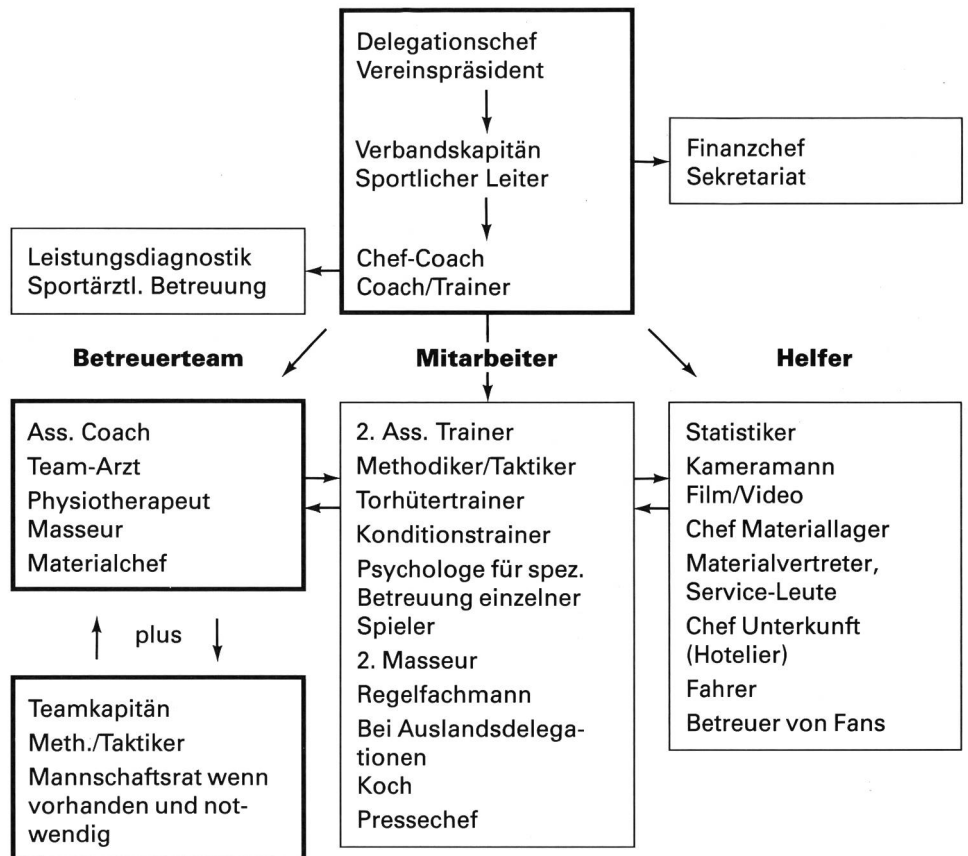 Delegationschef
Vereinspräsident
Verbandskapitän
Sportlicher Leiter
Chef-Coach
Coach/Trainer
Finanzchef
Sekretariat
Leistungsdiagnostik
Sportärztl. Betreuung
Betreuerteam
Mitarbeiter
Helfer
Ass. Coach
Team-Arzt
Physiotherapeut
Masseur
Materialchef
plus
Teamkapitän
Meth./Taktiker
Mannschaftsrat wenn
vorhanden und not-
wendig
2. Ass. Trainer
Methodiker/Taktiker
Torhütertrainer
Konditionstrainer
Psychologe für spez.
Betreuung einzelner
Spieler
2. Masseur
Regelfachmann
Bei Auslandsdelega-
tionen
Koch
Pressechef
Statistiker
Kameramann
Film/Video
Chef Materiallager
Materialvertreter,
Service-Leute
Chef Unterkunft
(Hotelier)
Fahrer
Betreuer von Fans